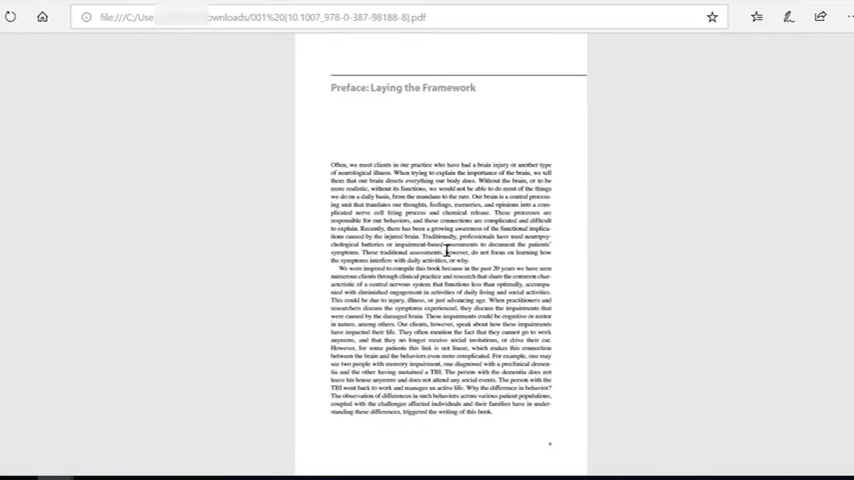 file:///C:/Use ownloads/001%20[10.1007_978-0-387-98188-8].pdf
Preface: Laying the Framework
Often, we meet clients in our practice who have had a brain injury or another type
of neurological illness. When trying to explain the importance of the brain, we tell
them that our brain directs everything our body does. Without the brain, or to be
more realistic, without its functions, we would not be able to do most of the things
we do on a daily basis, from the mundane to the rare. Our brain is a central process-
ing unit that translates our thoughts, feelings, memories, and opinions into a com-
plicated nerve cell firing process and chemical release. These processes are
responsible for our behaviors, and these connections are complicated and difficult
to explain. Recently, there has been a growing awareness of the functional implica-
tions caused by the injured brain. Traditionally, professionals have used neuropsy-
chological batteries or impairment-based assessments to document the patients'
symptoms. These traditional assessments, however, do not focus on learning how
the symptoms interfere with daily activities, or why.
We were inspired to compile this book because in the past 20 years we have seen
numerous clients through clinical practice and research that share the common char-
acteristic of a central nervous system that functions less than optimally, accompa-
nied with diminished engagement in activities of daily living and social activities.
This could be due to injury, illness, or just advancing age. When practitioners and
researchers discuss the symptoms experienced, they discuss the impairments that
were caused by the damaged brain. These impairments could be cognitive or motor
in nature, among others. Our clients, however, speak about how these impairments
have impacted their life. They often mention the fact that they cannot go to work
anymore, and that they no longer receive social invitations, or drive their car.
However, for some patients this link is not linear, which makes this connection
between the brain and the behaviors even more complicated. For example, one may
see two people with memory impairment, one diagnosed with a preclinical demen-
tia and the other having sustained a TBI. The person with the dementia does not
leave his house anymore and does not attend any social events. The person with the
TBI went back to work and manages an active life. Why the difference in behavior?
The observation of differences in such behaviors across various patient populations,
coupled with the challenges affected individuals and their families have in under-
standing these differences, triggered the writing of this book.
v